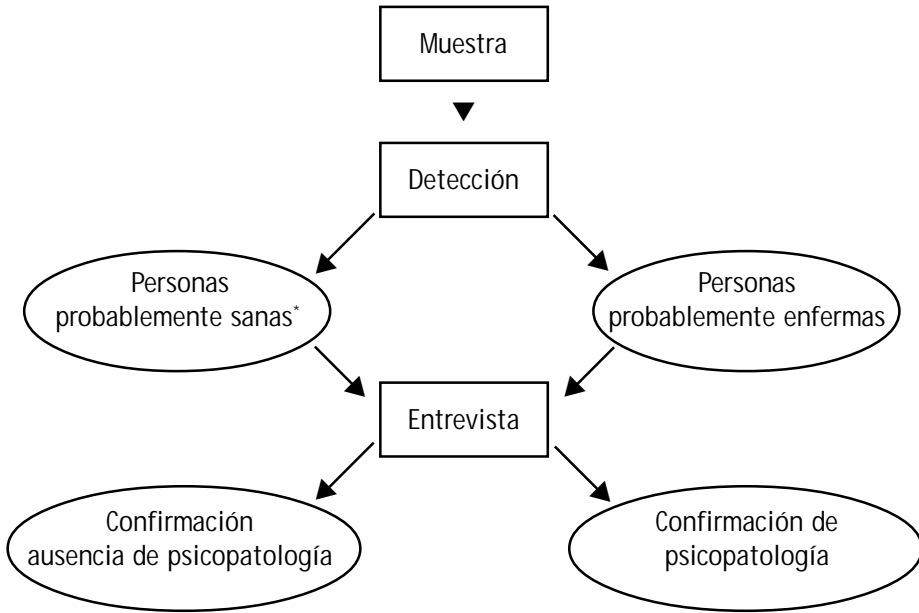 Muestra
Detección
Personas
probablemente sanas*
Personas
probablemente enfermas
Entrevista
Confirmación
ausencia de psicopatología
Confirmación de
psicopatología